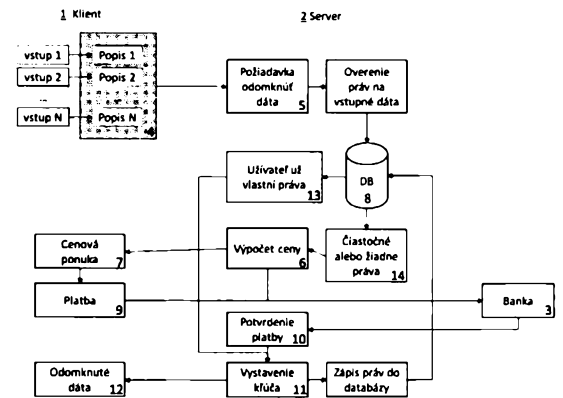 1 Klient
2 Server
vstup 1
Popis 1
vstup 2
Popis 2
...
vstup N
Popis N
4
Požiadavka
odomknúť
dáta
5
Overenie
práv na
vstupné dáta
Užívateľ už
vlastní práva
13
DB
8
Cenová
ponuka
7
Výpočet ceny
6
Čiastočné
alebo žiadne
práva
14
Platba
9
Banka
3
Potvrdenie
platby
10
Odomknuté
dáta
12
Vystavenie
kľúča
11
Zápis práv do
databázy